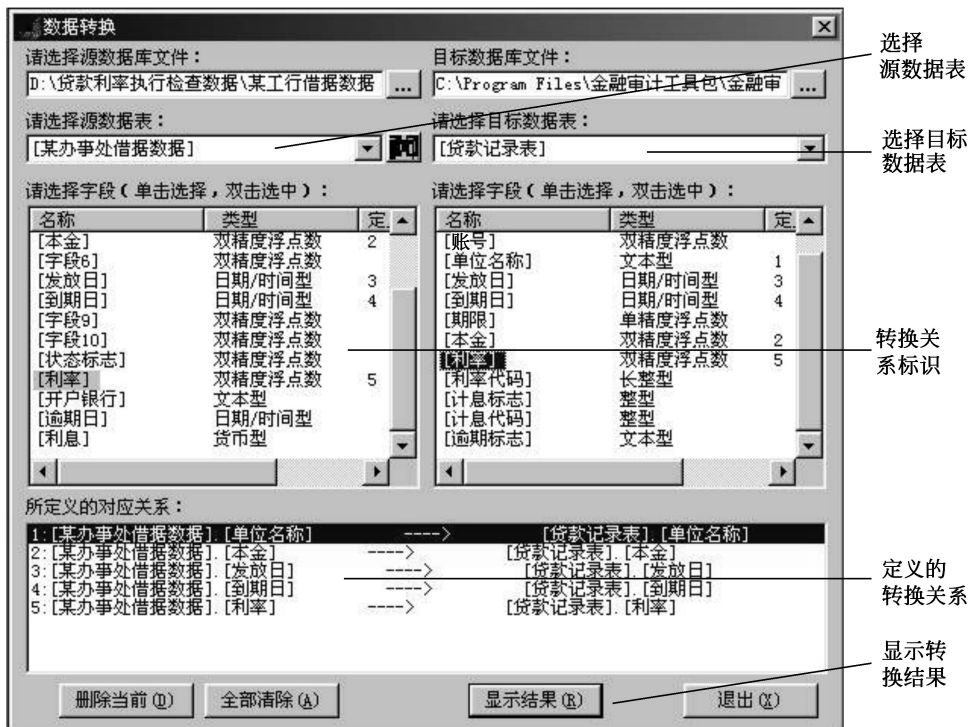 数据转换
请选择源数据库文件：
目标数据库文件：
D:\贷款利率执行检查数据\某工行借据数据 ...
C:\Program Files\金融审计工具包\金融审 ...
选择
源数据表
请选择源数据表：
请选择目标数据表：
[某办事处借据数据]
[贷款记录表]
选择目标
数据表
请选择字段(单击选择，双击选中)：
请选择字段(单击选择，双击选中)：
名称 类型 定.
[本金] 双精度浮点数 2
[字段6] 双精度浮点数
[发放日] 日期/时间型 3
[到期日] 日期/时间型 4
[字段9] 双精度浮点数
[字段10] 双精度浮点数
[状态标志] 双精度浮点数
[利率] 双精度浮点数 5
[开户银行] 文本型
[逾期日] 日期/时间型
[利息] 货币型
名称 类型 定.
[账号] 双精度浮点数
[单位名称] 文本型 1
[发放日] 日期/时间型 3
[到期日] 日期/时间型 4
[期限] 单精度浮点数
[本金] 双精度浮点数 2
[利率] 双精度浮点数 5
[利率代码] 长整型
[计息标志] 整型
[计息代码] 整型
[逾期标志] 文本型
转换关
系标识
所定义的对应关系：
1:[某办事处借据数据].[单位名称] ----> [贷款记录表].[单位名称]
2:[某办事处借据数据].[本金] ----> [贷款记录表].[本金]
3:[某办事处借据数据].[发放日] ----> [贷款记录表].[发放日]
4:[某办事处借据数据].[到期日] ----> [贷款记录表].[到期日]
5:[某办事处借据数据].[利率] ----> [贷款记录表].[利率]
定义的
转换关系
显示转
换结果
册除当前(D) 全部清除(A) 显示结果(R) 退出(X)